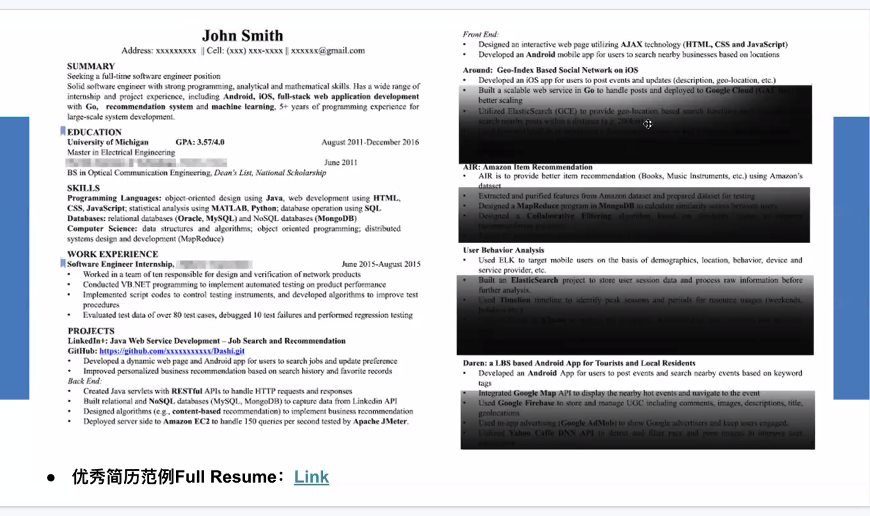 John Smith
Address: xxxxxxxxx || Cell: (xxx) xxx-xxxx || xxxxxx@gmail.com
SUMMARY
Seeking a full-time software engineer position
Solid software engineer with strong programming, analytical and mathematical skills. Has a wide range of
internship and project experience, including Android, iOS, full-stack web application development
with Go, recommendation system and machine learning, 5+ years of programming experience for
large-scale system development.
EDUCATION
University of Michigan GPA: 3.57/4.0 August 2011-December 2016
Master in Electrical Engineering
June 2011
BS in Optical Communication Engineering, Dean's List, National Scholarship
SKILLS
Programming Languages: object-oriented design using Java, web development using HTML,
CSS, JavaScript; statistical analysis using MATLAB, Python; database operation using SQL
Databases: relational databases (Oracle, MySQL) and NoSQL databases (MongoDB)
Computer Science: data structures and algorithms; object oriented programming; distributed
systems design and development (MapReduce)
WORK EXPERIENCE
Software Engineer Internship, June 2015-August 2015
• Worked in a team of ten responsible for design and verification of network products
• Conducted VB.NET programming to implement automated testing on product performance
• Implemented script codes to control testing instruments, and developed algorithms to improve test
procedures
• Evaluated test data of over 80 test cases, debugged 10 test failures and performed regression testing
PROJECTS
LinkedIn+: Java Web Service Development – Job Search and Recommendation
GitHub: https://github.com/xxxxxxxxxx/Dashi.git
• Developed a dynamic web page and Android app for users to search jobs and update preference
• Improved personalized business recommendation based on search history and favorite records
Back End:
• Created Java servlets with RESTful APIs to handle HTTP requests and responses
• Built relational and NoSQL databases (MySQL, MongoDB) to capture data from Linkedin API
• Designed algorithms (e.g., content-based recommendation) to implement business recommendation
• Deployed server side to Amazon EC2 to handle 150 queries per second tested by Apache JMeter.
Front End:
• Designed an interactive web page utilizing AJAX technology (HTML, CSS and JavaScript)
• Developed an Android mobile app for users to search nearby businesses based on locations
Around: Geo-Index Based Social Network on iOS
• Developed an iOS app for users to post events and updates (description, geo-location, etc.)
• Built a scalable web service in Go to handle posts and deployed to Google Cloud (GAE) for
better scaling
• Utilized ElasticSearch (GCE) to provide geo-location based search
AIR: Amazon Item Recommendation
• AIR is to provide better item recommendation (Books, Music Instruments, etc.) using Amazon's
dataset
• Extracted and purified features from Amazon dataset and prepared dataset for testing
• Designed a MapReduce program in MongoDB to calculate similarity scores between users
• Designed a Collaborative Filtering algorithm based on
User Behavior Analysis
• Used ELK to target mobile users on the basis of demographics, location, behavior, device and
service provider, etc.
• Built an ElasticSearch project to store user session data and process raw information before
further analysis.
• Used Timelion timeline to identify peak seasons and periods for resource usages (weekends,
Daren: a LBS based Android App for Tourists and Local Residents
• Developed an Android App for users to post events and search nearby events based on keyword
tags
• Integrated Google Map API to display the nearby hot events and navigate to the event
• Used Google Firebase to store and manage UGC including comments, images, descriptions, title,
geolocations
• Used in-app advertising (Google AdMob) to show Google advertisers and keep users engaged.
• Utilized Yahoo Caffe DNN API to detect and filter
● 优秀简历范例Full Resume：Link